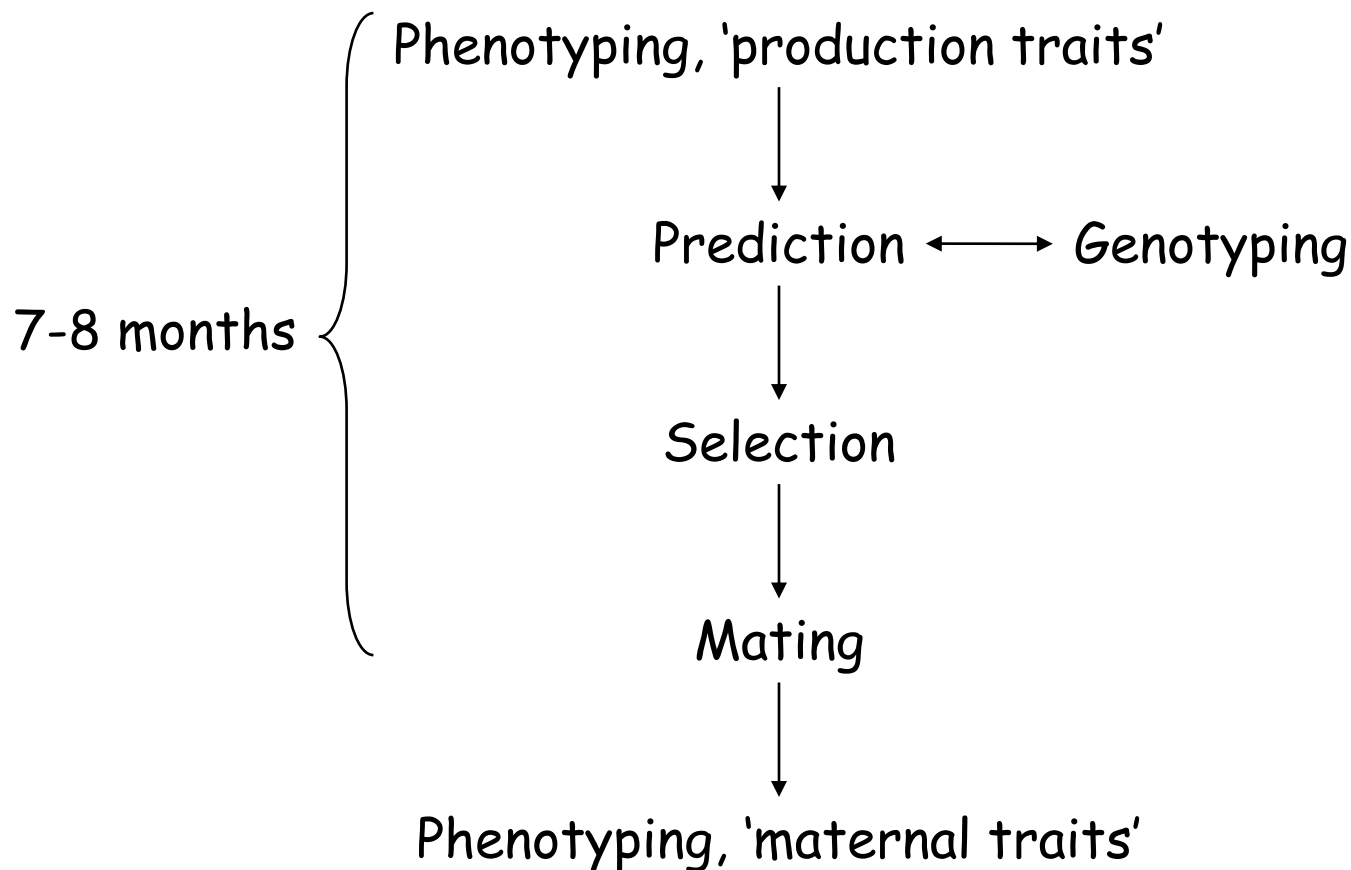 Phenotyping, ‘production traits’
Prediction
Genotyping
7-8 months
Selection
Mating
Phenotyping, ‘maternal traits’